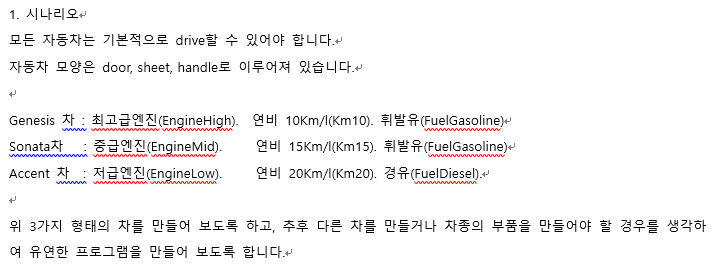 1. 시나리오
모든 자동차는 기본적으로 drive할 수 있어야 합니다.
자동차 모양은 door, sheet, handle로 이루어져 있습니다.
Genesis 차 : 최고급엔진(EngineHigh). 연비 10Km/l(Km10). 휘발유(FuelGasoline)
Sonata차 : 중급엔진(EngineMid). 연비 15Km/l(Km15). 휘발유(FuelGasoline)
Accent 차 : 저급엔진(EngineLow). 연비 20Km/l(Km20). 경유(FuelDiesel).
위 3가지 형태의 차를 만들어 보도록 하고, 추후 다른 차를 만들거나 차종의 부품을 만들어야 할 경우를 생각하
여 유연한 프로그램을 만들어 보도록 합니다.